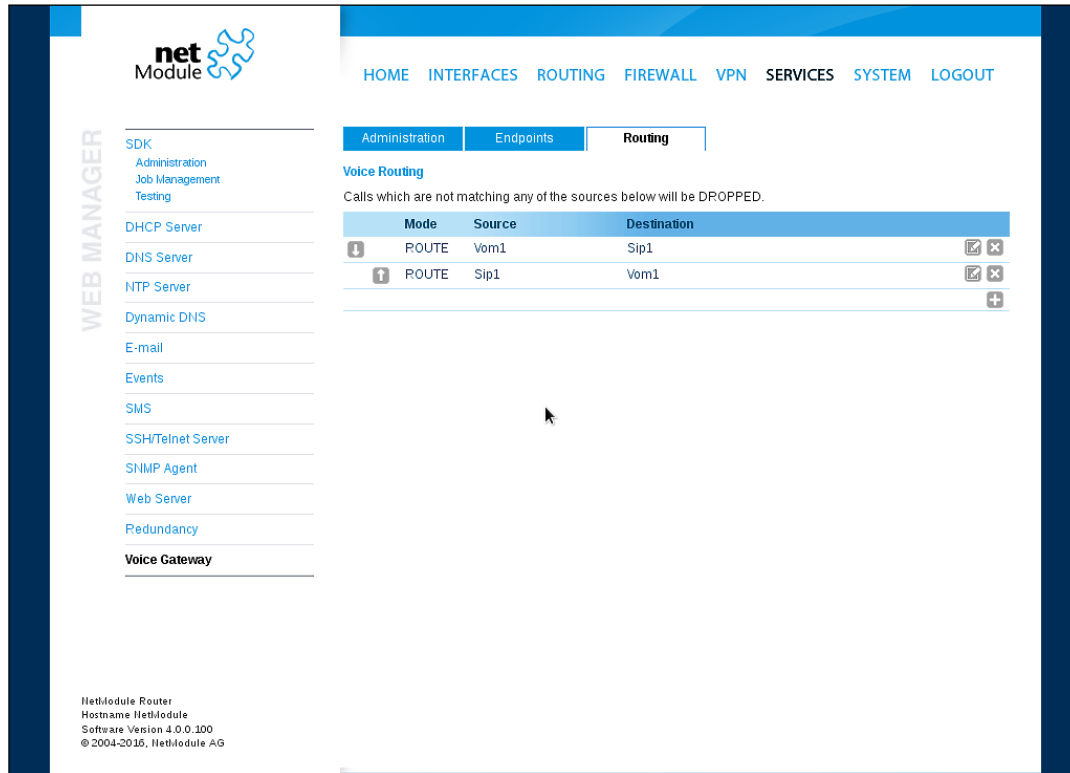 net
Module
HOME INTERFACES ROUTING FIREWALL VPN SERVICES SYSTEM LOGOUT
WEB MANAGER
SDK
Administration
Job Management
Testing
DHCP Server
DNS Server
NTP Server
Dynamic DNS
E-mail
Events
SMS
SSH/Telnet Server
SNMP Agent
Web Server
Redundancy
Voice Gateway
Administration Endpoints Routing
Voice Routing
Calls which are not matching any of the sources below will be DROPPED.
Mode Source Destination
ROUTE Vom1 Sip1
ROUTE Sip1 Vom1
NetModule Router
Hostname NetModule
Software Version 4.0.0.100
© 2004-2016, NetModule AG